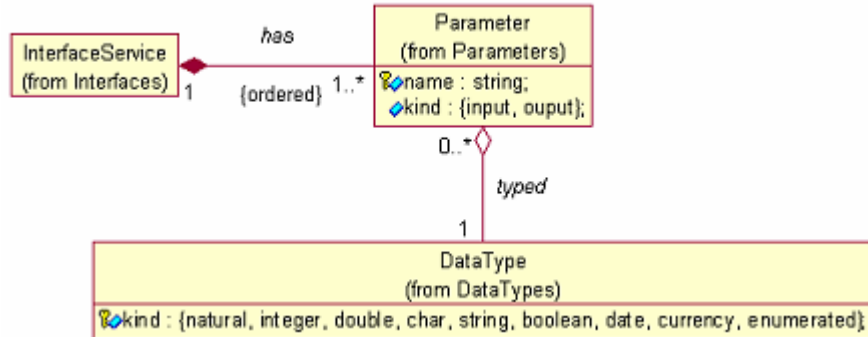 InterfaceService
(from Interfaces)
1
has
{ordered}
1..*
Parameter
(from Parameters)
name : string;
kind : {input, ouput};
0..*
typed
1
DataType
(from DataTypes)
kind : {natural, integer, double, char, string, boolean, date, currency, enumerated};